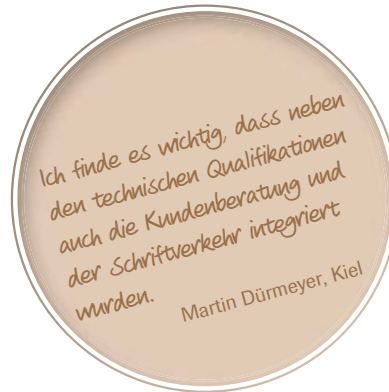 Ich finde es wichtig, dass neben
den technischen Qualifikationen
auch die Kundenberatung und
der Schriftverkehr integriert
wurden.
Martin Dürmeyer, Kiel